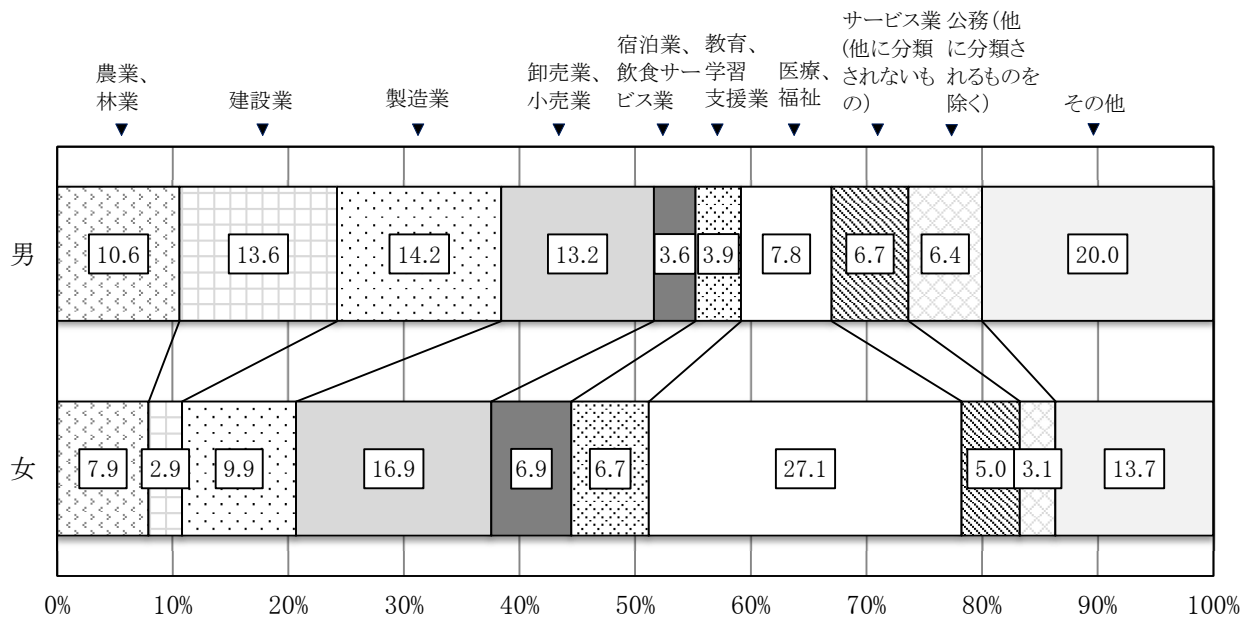 農業、
林業
建設業
製造業
卸売業、
小売業
宿泊業、
飲食サー
ビス業
教育、
学習
支援業
医療、
福祉
サービス業
(他に分類
されないも
の)
公務(他
に分類さ
れるものを
除く)
その他
男
10.6
13.6
14.2
13.2
3.6
3.9
7.8
6.7
6.4
20.0
女
7.9
2.9
9.9
16.9
6.9
6.7
27.1
5.0
3.1
13.7
0%
10%
20%
30%
40%
50%
60%
70%
80%
90%
100%